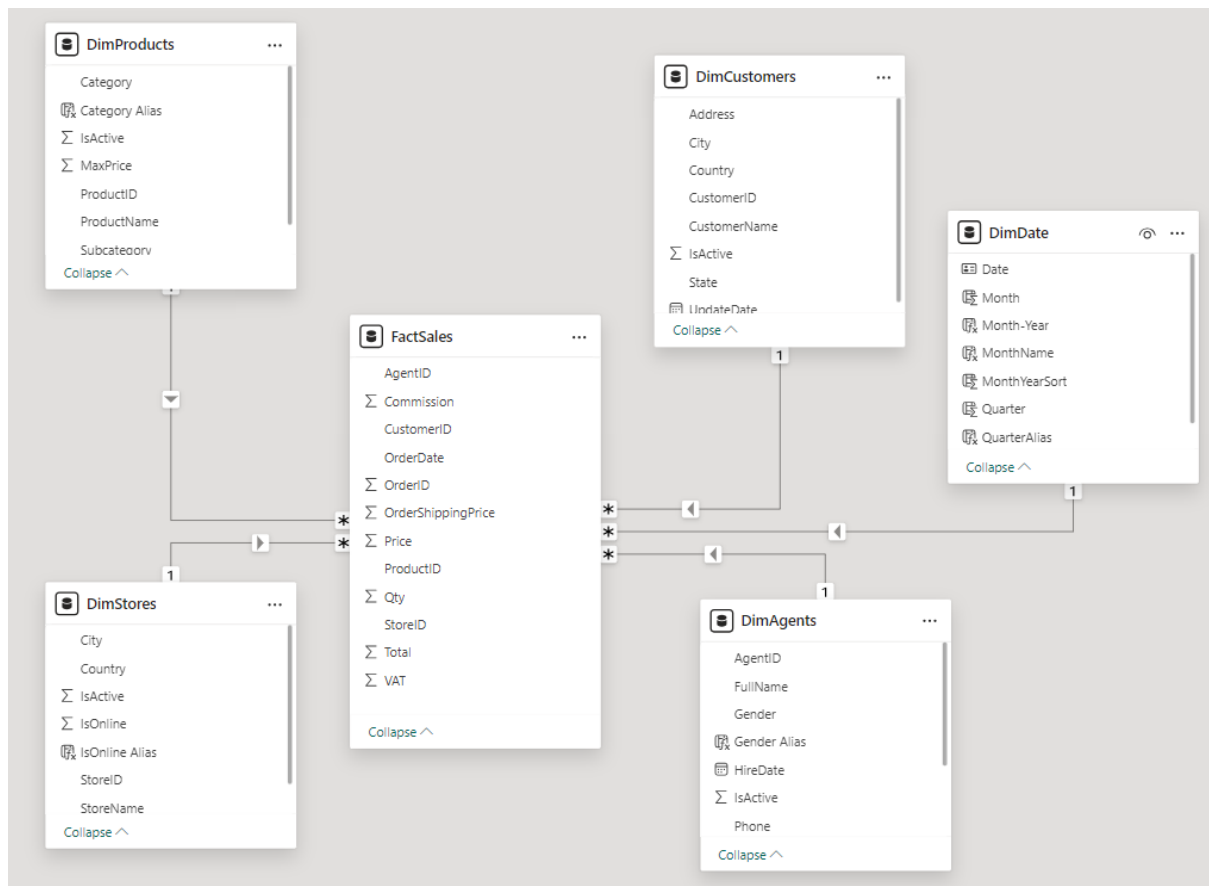 DimProducts
Category
Category Alias
IsActive
MaxPrice
ProductID
ProductName
Subcategory
Collapse
1
DimCustomers
Address
City
Country
CustomerID
CustomerName
IsActive
State
UpdateDate
Collapse
1
DimDate
Date
Month
Month-Year
MonthName
MonthYearSort
Quarter
QuarterAlias
Collapse
1
FactSales
AgentID
Commission
CustomerID
OrderDate
OrderID
OrderShippingPrice
Price
ProductID
Qty
StoreID
Total
VAT
Collapse
*
*
*
*
*
1
DimStores
City
Country
IsActive
IsOnline
IsOnline Alias
StoreID
StoreName
Collapse
1
DimAgents
AgentID
FullName
Gender
Gender Alias
HireDate
IsActive
Phone
Collapse